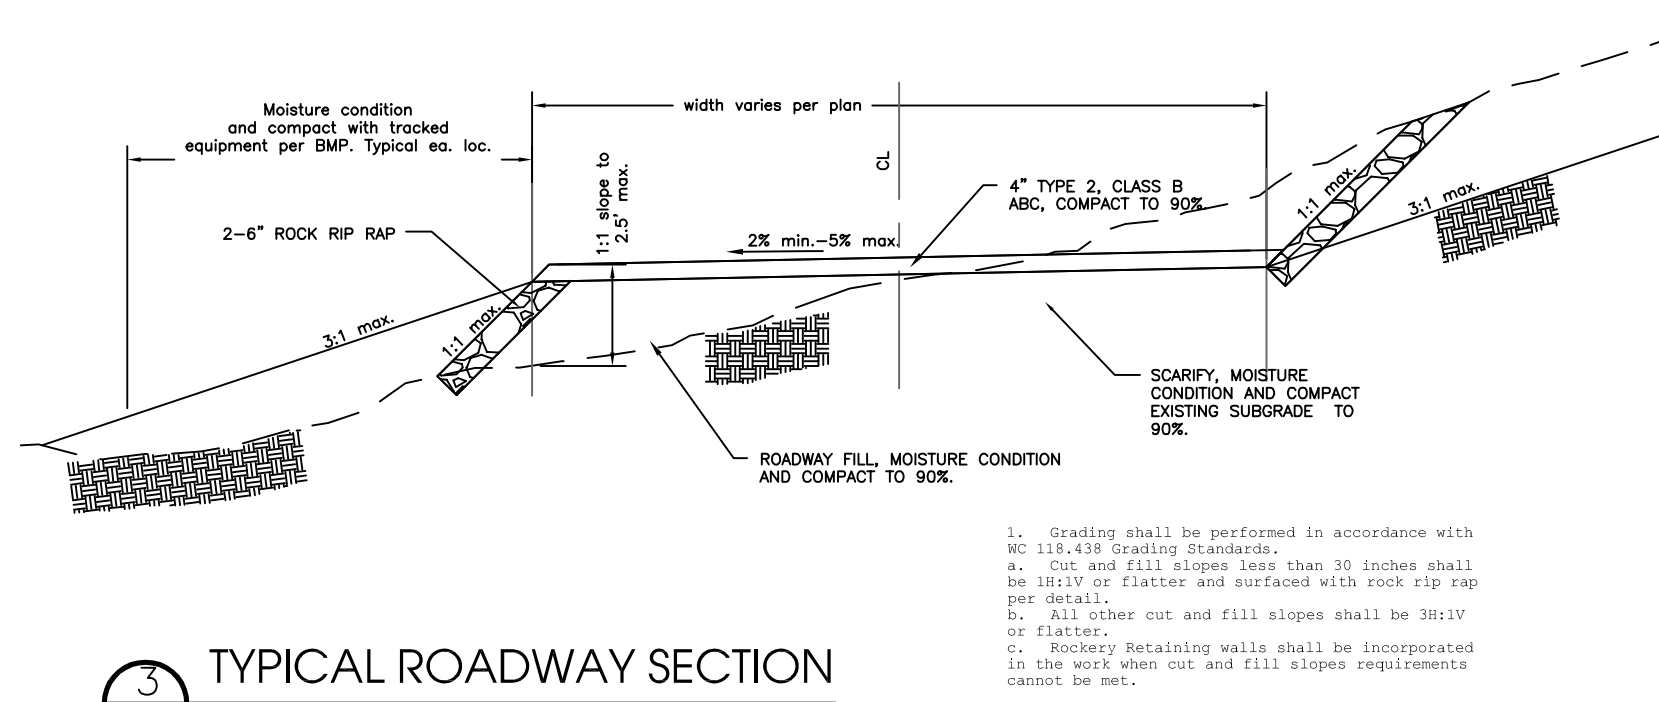 Moisture condition
and compact with tracked
equipment per BMP. Typical ea. loc.
width varies per plan
CL
1:1 slope to
2.5' max.
4" TYPE 2, CLASS B
ABC, COMPACT TO 90%.
2-6" ROCK RIP RAP
2% min.-5% max.
1:1 max.
3:1 max.
3:1 max.
1:1 max.
SCARIFY, MOISTURE
CONDITION AND COMPACT
EXISTING SUBGRADE TO
90%.
ROADWAY FILL, MOISTURE CONDITION
AND COMPACT TO 90%.
1. Grading shall be performed in accordance with
WC 118.438 Grading Standards.
a. Cut and fill slopes less than 30 inches shall
be 1H:1V or flatter and surfaced with rock rip rap
per detail.
b. All other cut and fill slopes shall be 3H:1V
or flatter.
c. Rockery Retaining walls shall be incorporated
in the work when cut and fill slopes requirements
cannot be met.
3 TYPICAL ROADWAY SECTION